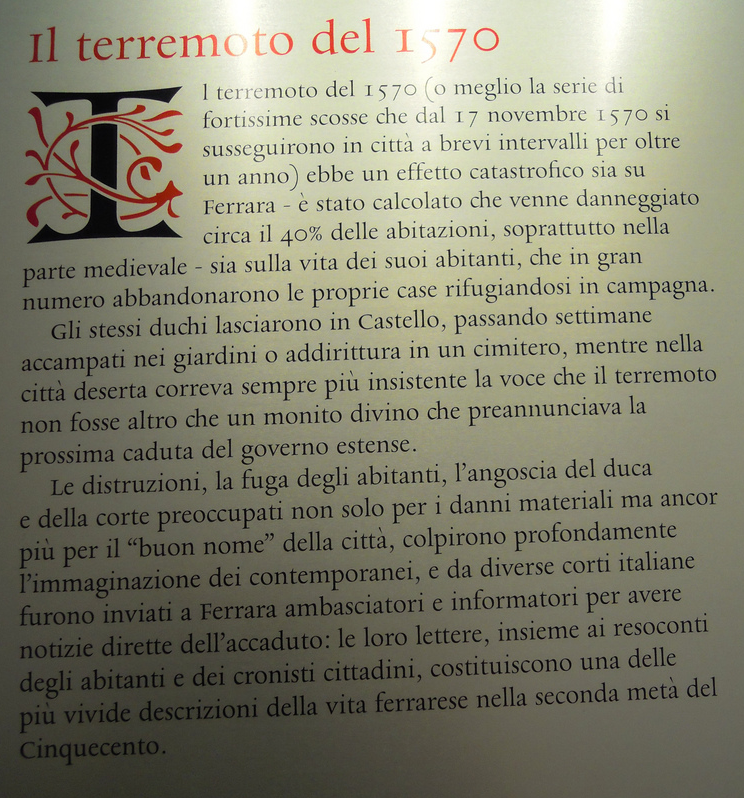 Il terremoto del 1570
Il terremoto del 1570 (o meglio la serie di
fortissime scosse che dal 17 novembre 1570 si
susseguirono in città a brevi intervalli per oltre
un anno) ebbe un effetto catastrofico sia su
Ferrara - è stato calcolato che venne danneggiato
circa il 40% delle abitazioni, soprattutto nella
parte medievale - sia sulla vita dei suoi abitanti, che in gran
numero abbandonarono le proprie case rifugiandosi in campagna.
Gli stessi duchi lasciarono in Castello, passando settimane
accampati nei giardini o addirittura in un cimitero, mentre nella
città deserta correva sempre più insistente la voce che il terremoto
non fosse altro che un monito divino che preannunciava la
prossima caduta del governo estense.
Le distruzioni, la fuga degli abitanti, l'angoscia del duca
e della corte preoccupati non solo per i danni materiali ma ancor
più per il “buon nome” della città, colpirono profondamente
l'immaginazione dei contemporanei, e da diverse corti italiane
furono inviati a Ferrara ambasciatori e informatori per avere
notizie dirette dell'accaduto: le loro lettere, insieme ai resoconti
degli abitanti e dei cronisti cittadini, costituiscono una delle
più vivide descrizioni della vita ferrarese nella seconda metà del
Cinquecento.